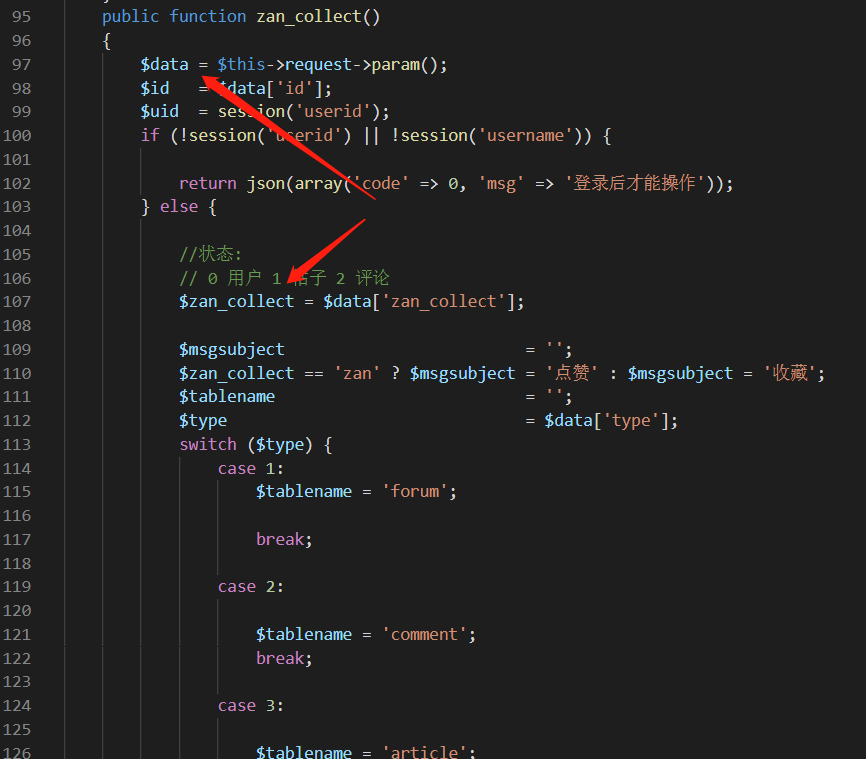 95 public function zan_collect()
96 {
97 $data = $this->request->param();
98 $id = $data['id'];
99 $uid = session('userid');
100 if (!session('userid') || !session('username')) {
101
102 return json(array('code' => 0, 'msg' => '登录后才能操作'));
103 } else {
104
105 //状态:
106 // 0 用户 1 帖子 2 评论
107 $zan_collect = $data['zan_collect'];
108
109 $msgsubject = '';
110 $zan_collect == 'zan' ? $msgsubject = '点赞' : $msgsubject = '收藏';
111 $tablename = '';
112 $type = $data['type'];
113 switch ($type) {
114 case 1:
115 $tablename = 'forum';
116
117 break;
118
119 case 2:
120
121 $tablename = 'comment';
122 break;
123
124 case 3:
125
126 $tablename = 'article';